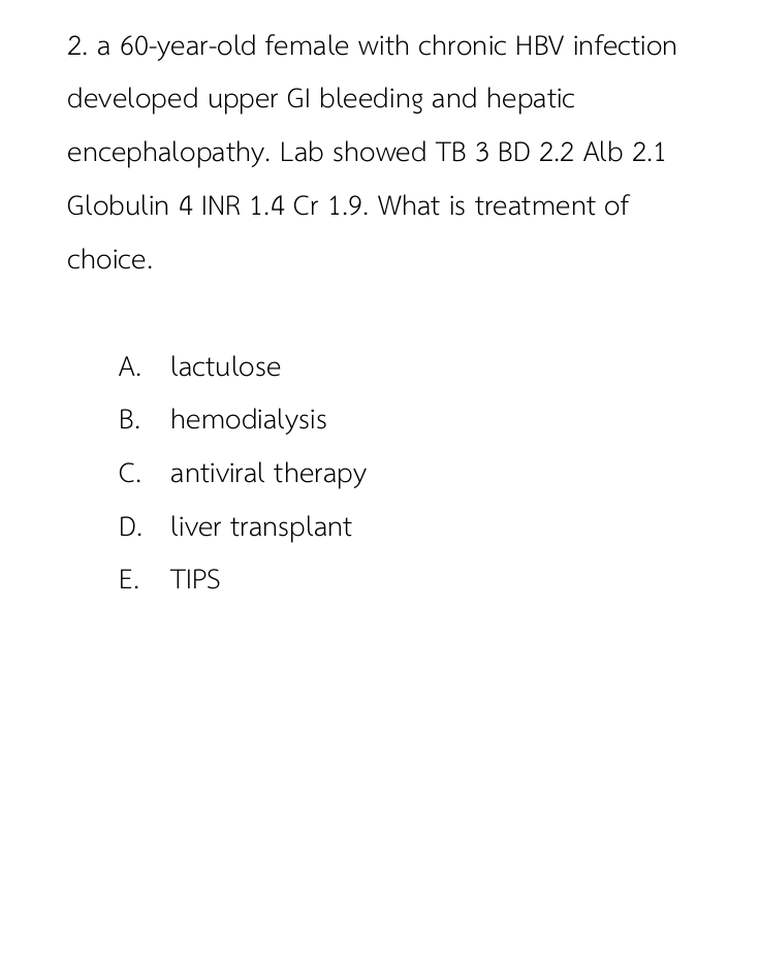 2. a 60-year-old female with chronic HBV infection
developed upper GI bleeding and hepatic
encephalopathy. Lab showed TB 3 BD 2.2 Alb 2.1
Globulin 4 INR 1.4 Cr 1.9. What is treatment of
choice.
A. lactulose
B. hemodialysis
C. antiviral therapy
D. liver transplant
E. TIPS